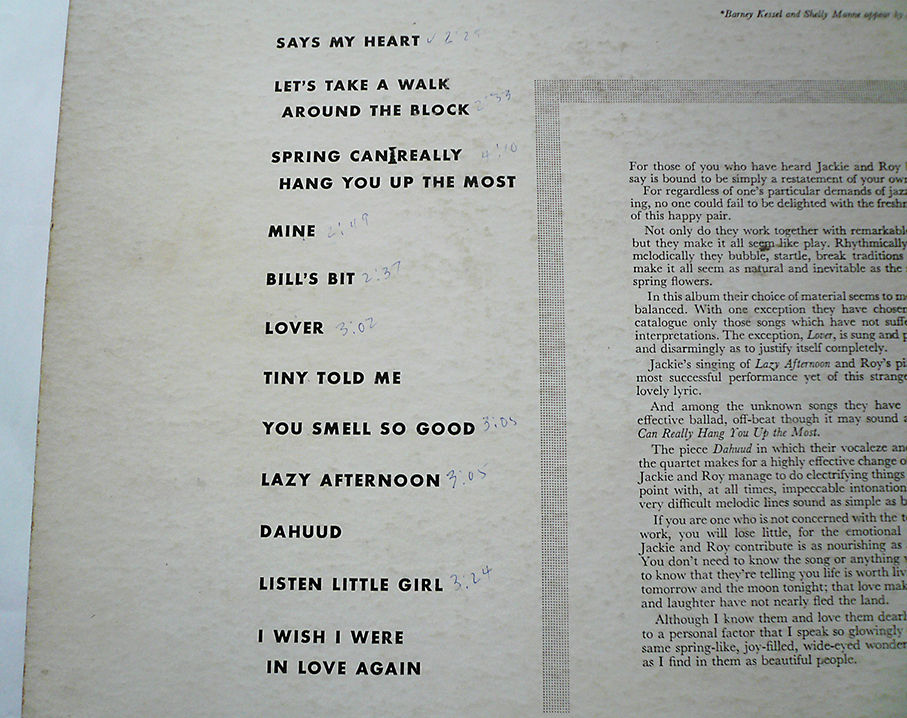 *Barney Kessel and Shelly Manne appear by
SAYS MY HEART ✓ 2:25
LET'S TAKE A WALK
AROUND THE BLOCK 2:33
SPRING CAN REALLY 4:10
HANG YOU UP THE MOST
MINE 2:49
BILL'S BIT 2:37
LOVER 3:02
TINY TOLD ME
YOU SMELL SO GOOD 3:05
LAZY AFTERNOON 3:05
DAHUUD
LISTEN LITTLE GIRL 3:24
I WISH I WERE
IN LOVE AGAIN
For those of you who have heard Jackie and Roy
say is bound to be simply a restatement of your own
For regardless of one's particular demands of jazz
ing, no one could fail to be delighted with the freshn
of this happy pair.
Not only do they work together with remarkable
but they make it all seem like play. Rhythmically
melodically they bubble, startle, break traditions
make it all seem as natural and inevitable as the
spring flowers.
In this album their choice of material seems to m
balanced. With one exception they have chosen
catalogue only those songs which have not suffe
interpretations. The exception, Lover, is sung and p
and disarmingly as to justify itself completely.
Jackie's singing of Lazy Afternoon and Roy's pi
most successful performance yet of this strange
lovely lyric.
And among the unknown songs they have
effective ballad, off-beat though it may sound a
Can Really Hang You Up the Most.
The piece Dahuud in which their vocaleze and
the quartet makes for a highly effective change o
Jackie and Roy manage to do electrifying things
point with, at all times, impeccable intonation
very difficult melodic lines sound as simple as b
If you are one who is not concerned with the t
work, you will lose little, for the emotional
Jackie and Roy contribute is as nourishing as
You don't need to know the song or anything
to know that they're telling you life is worth liv
tomorrow and the moon tonight; that love mak
and laughter have not nearly fled the land.
Although I know them and love them dearl
to a personal factor that I speak so glowingly
same spring-like, joy-filled, wide-eyed wonder
as I find in them as beautiful people.